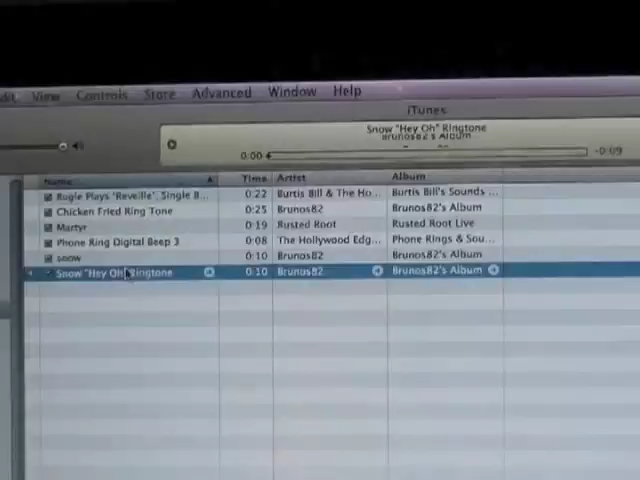 View Controls Store Advanced Window Help
iTunes
Snow "Hey Oh" Ringtone
Brunos82's Album
0:00 -0:09
Name Time Artist Album
Bugle Plays 'Reveille', Single B... 0:22 Burtis Bill & The Ho... Burtis Bill's Sounds ...
Chicken Fried Ring Tone 0:25 Brunos82 Brunos82's Album
Martyr 0:19 Rusted Root Rusted Root Live
Phone Ring Digital Beep 3 0:08 The Hollywood Edg... Phone Rings & Sou...
snow 0:10 Brunos82 Brunos82's Album
Snow "Hey Oh" Ringtone 0:10 Brunos82 Brunos82's Album